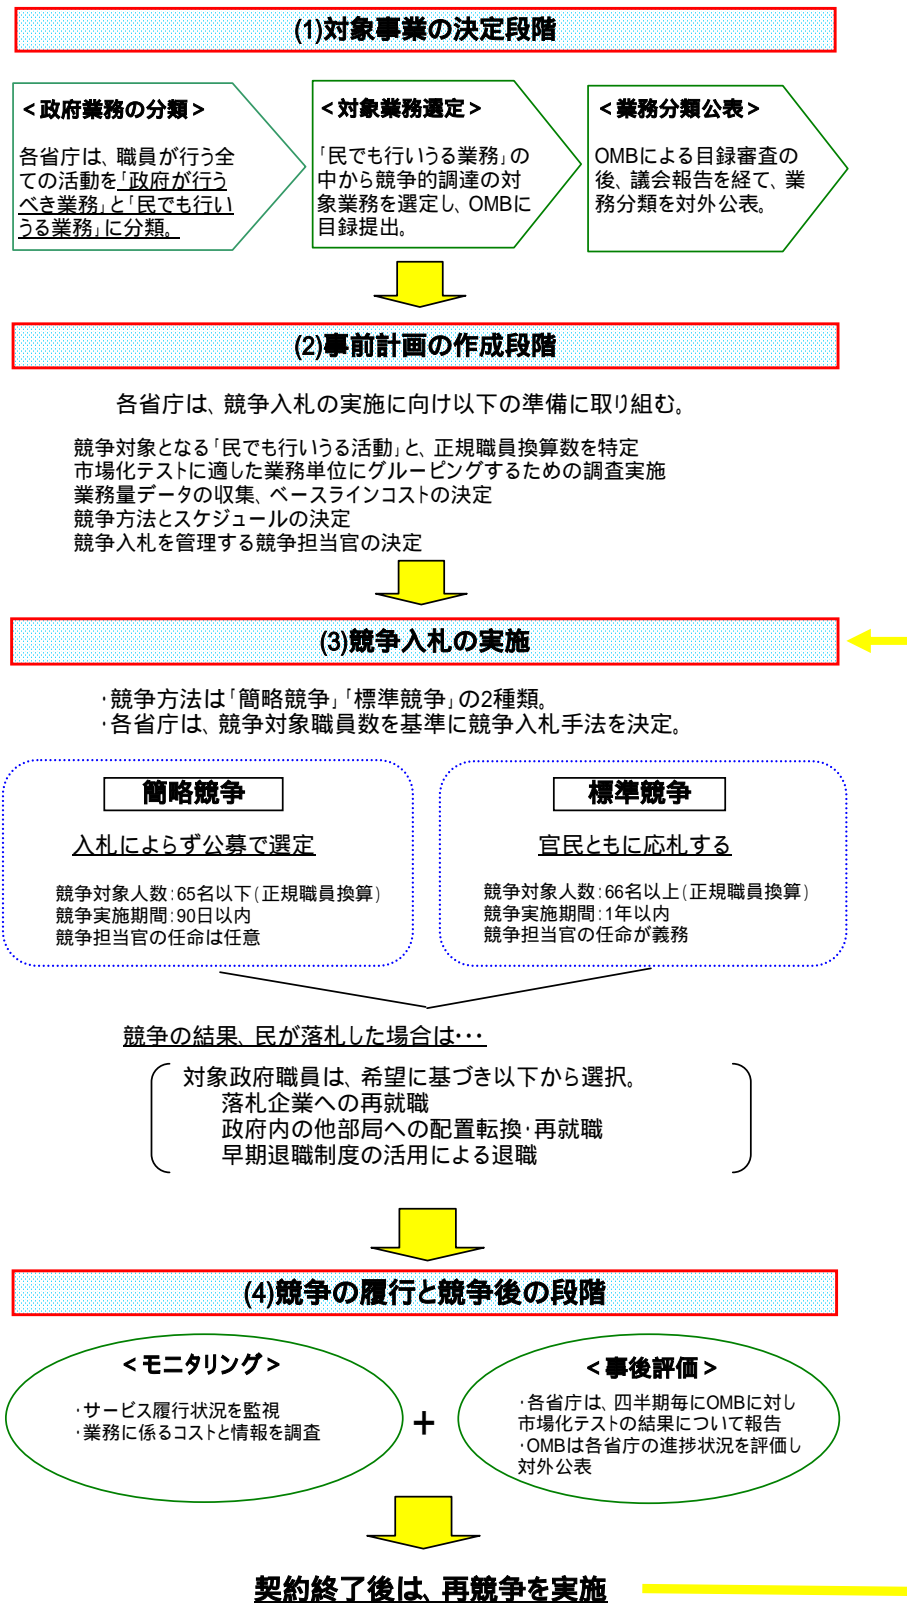 (1)対象事業の決定段階
<政府業務の分類>
各省庁は、職員が行う全
ての活動を「政府が行う
べき業務」と「民でも行い
うる業務」に分類。
<対象業務選定>
「民でも行いうる業務」の
中から競争的調達の対
象業務を選定し、OMBに
目録提出。
<業務分類公表>
OMBによる目録審査の
後、議会報告を経て、業
務分類を対外公表。
(2)事前計画の作成段階
各省庁は、競争入札の実施に向け以下の準備に取り組む。
競争対象となる「民でも行いうる活動」と、正規職員換算数を特定
市場化テストに適した業務単位にグルーピングするための調査実施
業務量データの収集、ベースラインコストの決定
競争方法とスケジュールの決定
競争入札を管理する競争担当官の決定
(3)競争入札の実施
・競争方法は「簡略競争」「標準競争」の2種類。
・各省庁は、競争対象職員数を基準に競争入札手法を決定。
簡略競争
入札によらず公募で選定
競争対象人数:65名以下(正規職員換算)
競争実施期間:90日以内
競争担当官の任命は任意
標準競争
官民ともに応札する
競争対象人数:66名以上(正規職員換算)
競争実施期間:1年以内
競争担当官の任命が義務
競争の結果、民が落札した場合は・・・
対象政府職員は、希望に基づき以下から選択。
落札企業への再就職
政府内の他部局への配置転換・再就職
早期退職制度の活用による退職
(4)競争の履行と競争後の段階
<モニタリング>
・サービス履行状況を監視
・業務に係るコストと情報を調査
+
<事後評価>
・各省庁は、四半期毎にOMBに対し
市場化テストの結果について報告
・OMBは各省庁の進捗状況を評価し
対外公表
契約終了後は、再競争を実施